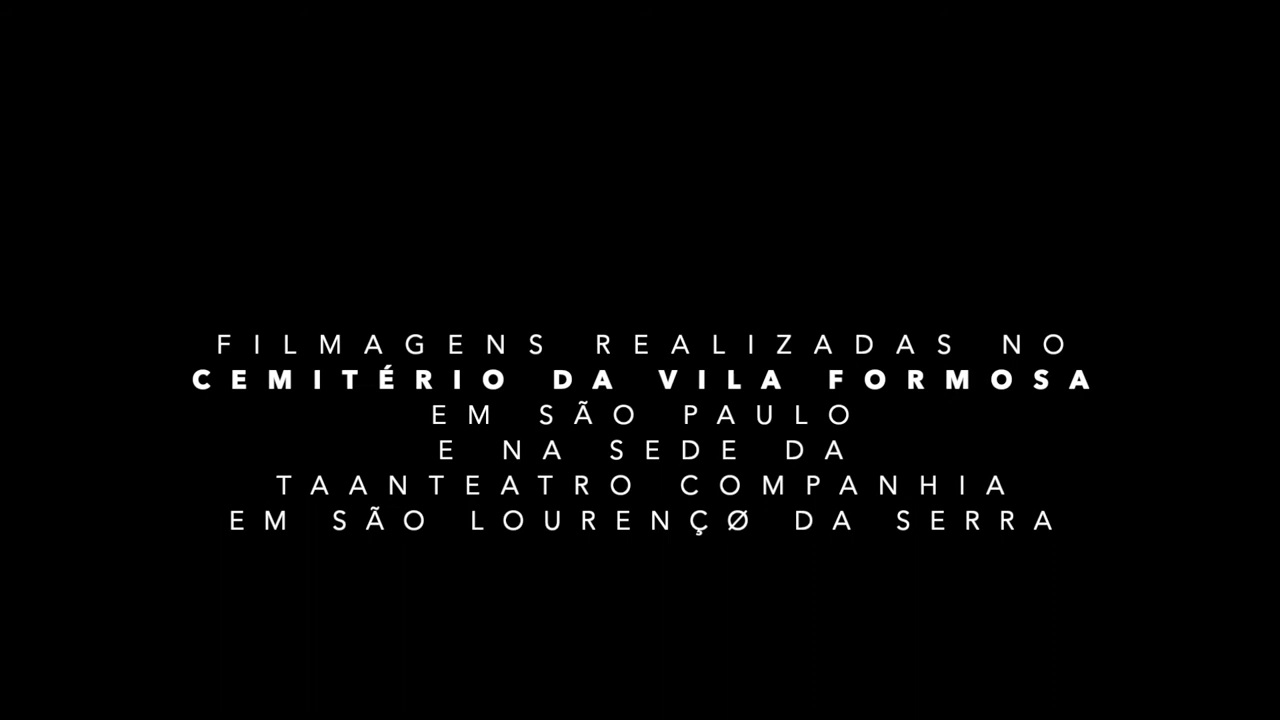 FILMAGENS REALIZADAS NO
CEMITÉRIO DA VILA FORMOSA
EM SÃO PAULO
E NA SEDE DA
TAANTEATRO COMPANHIA
EM SÃO LOURENÇØ DA SERRA